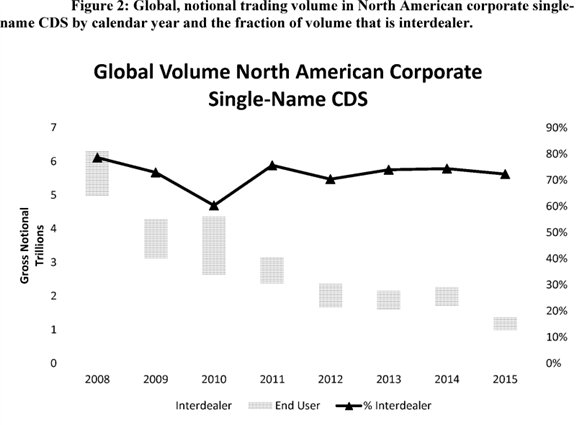 Figure 2: Global, notional trading volume in North American corporate single-
name CDS by calendar year and the fraction of volume that is interdealer.
Global Volume North American Corporate
Single-Name CDS
7
6
5
4
3
2
1
0
Gross Notional
Trillions
90%
80%
70%
60%
50%
40%
30%
20%
10%
0%
2008 2009 2010 2011 2012 2013 2014 2015
Interdealer End User % Interdealer